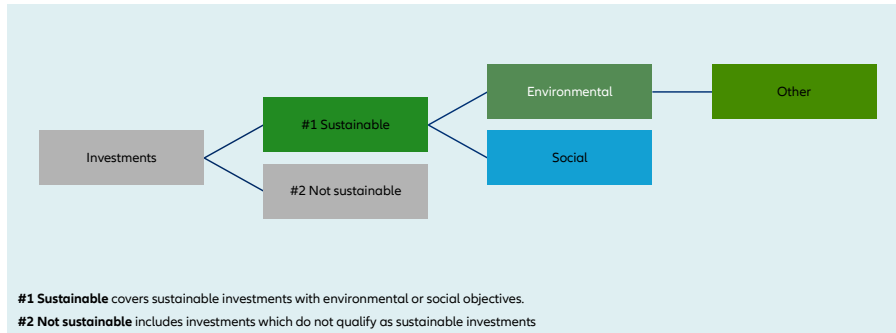 Environmental
Other
#1 Sustainable
Investments
Social
#2 Not sustainable
#1 Sustainable covers sustainable investments with environmental or social objectives.
#2 Not sustainable includes investments which do not qualify as sustainable investments